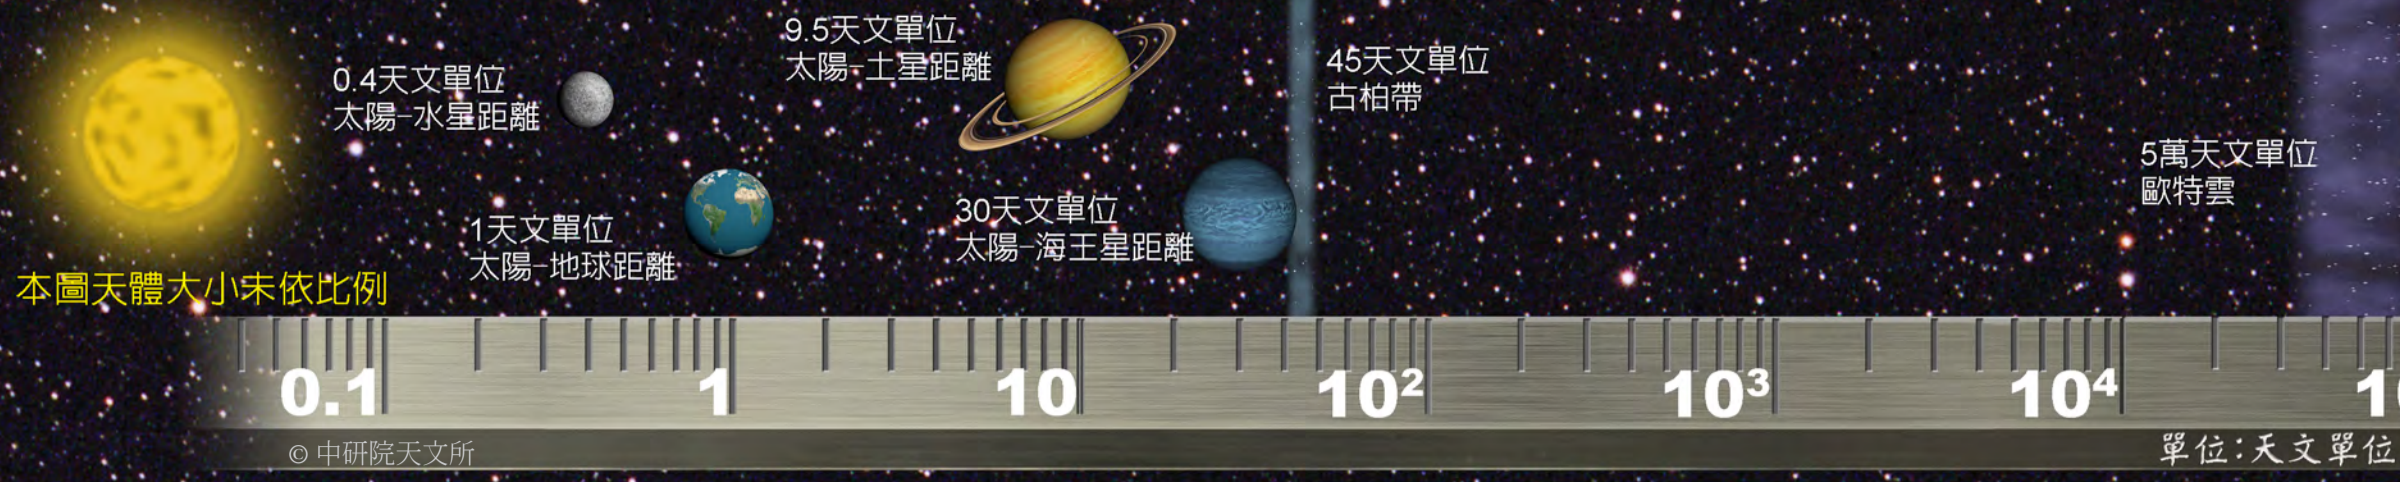 0.4天文單位
太陽-水星距離
1天文單位
太陽-地球距離
9.5天文單位
太陽-土星距離
30天文單位
太陽-海王星距離
45天文單位
古柏帶
5萬天文單位
歐特雲
本圖天體大小未依比例
0.1 1 10 10² 10³ 10⁴
© 中研院天文所
單位:天文單位